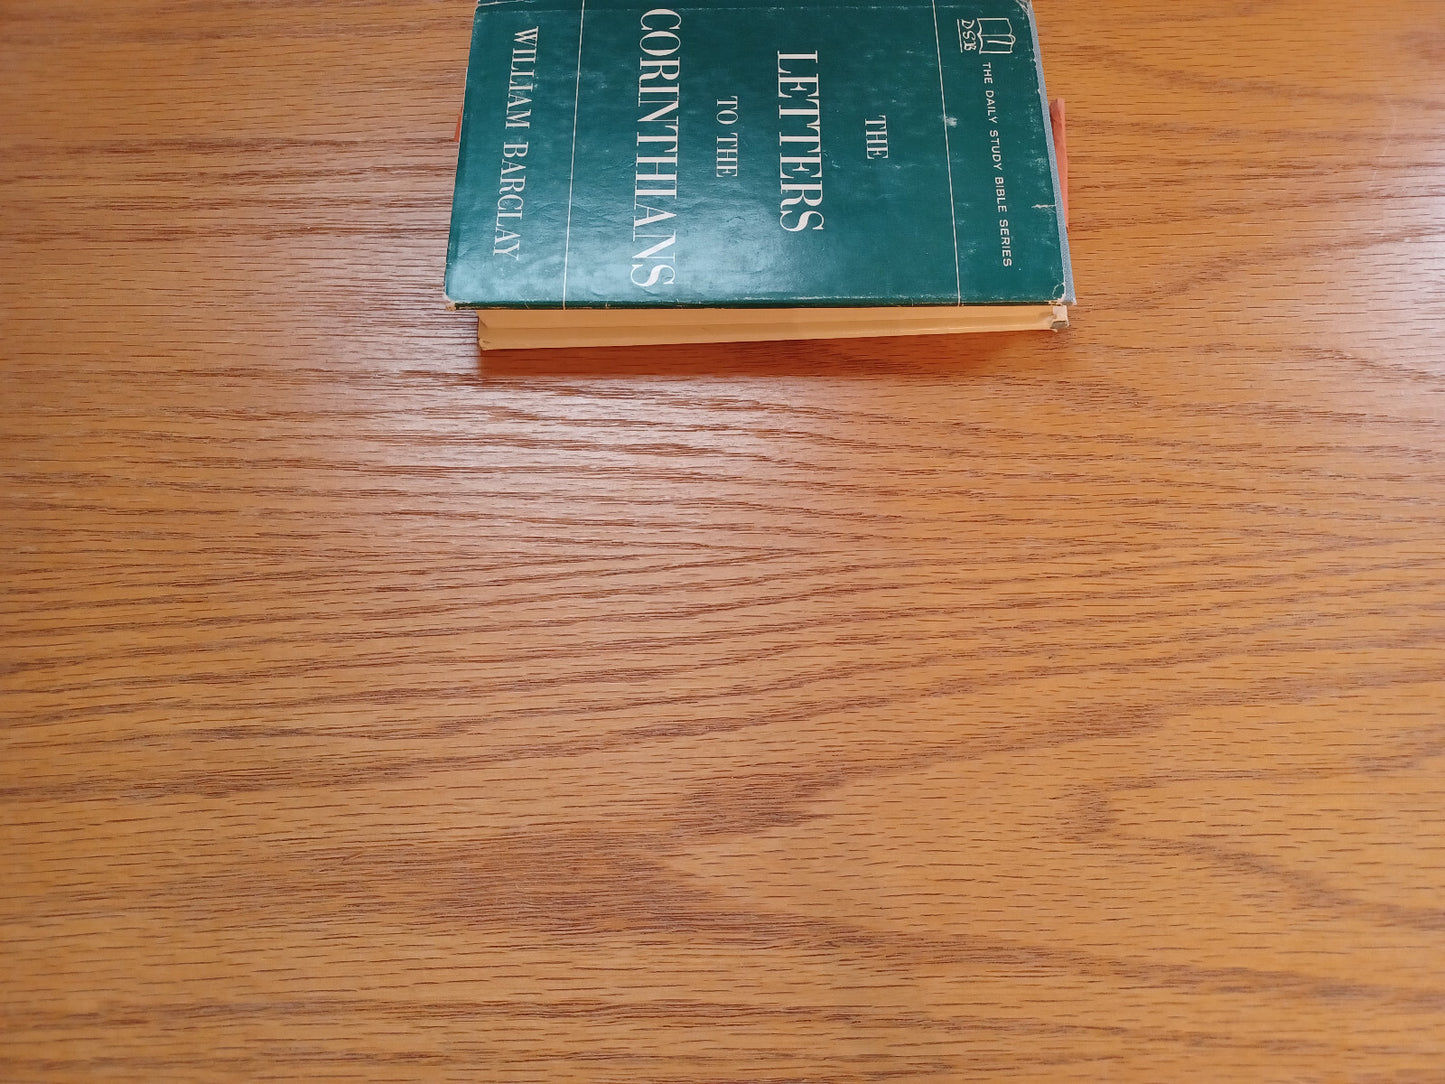 DSB
THE DAILY STUDY BIBLE SERIES
THE
LETTERS
TO THE
CORINTHIANS
WILLIAM BARCLAY